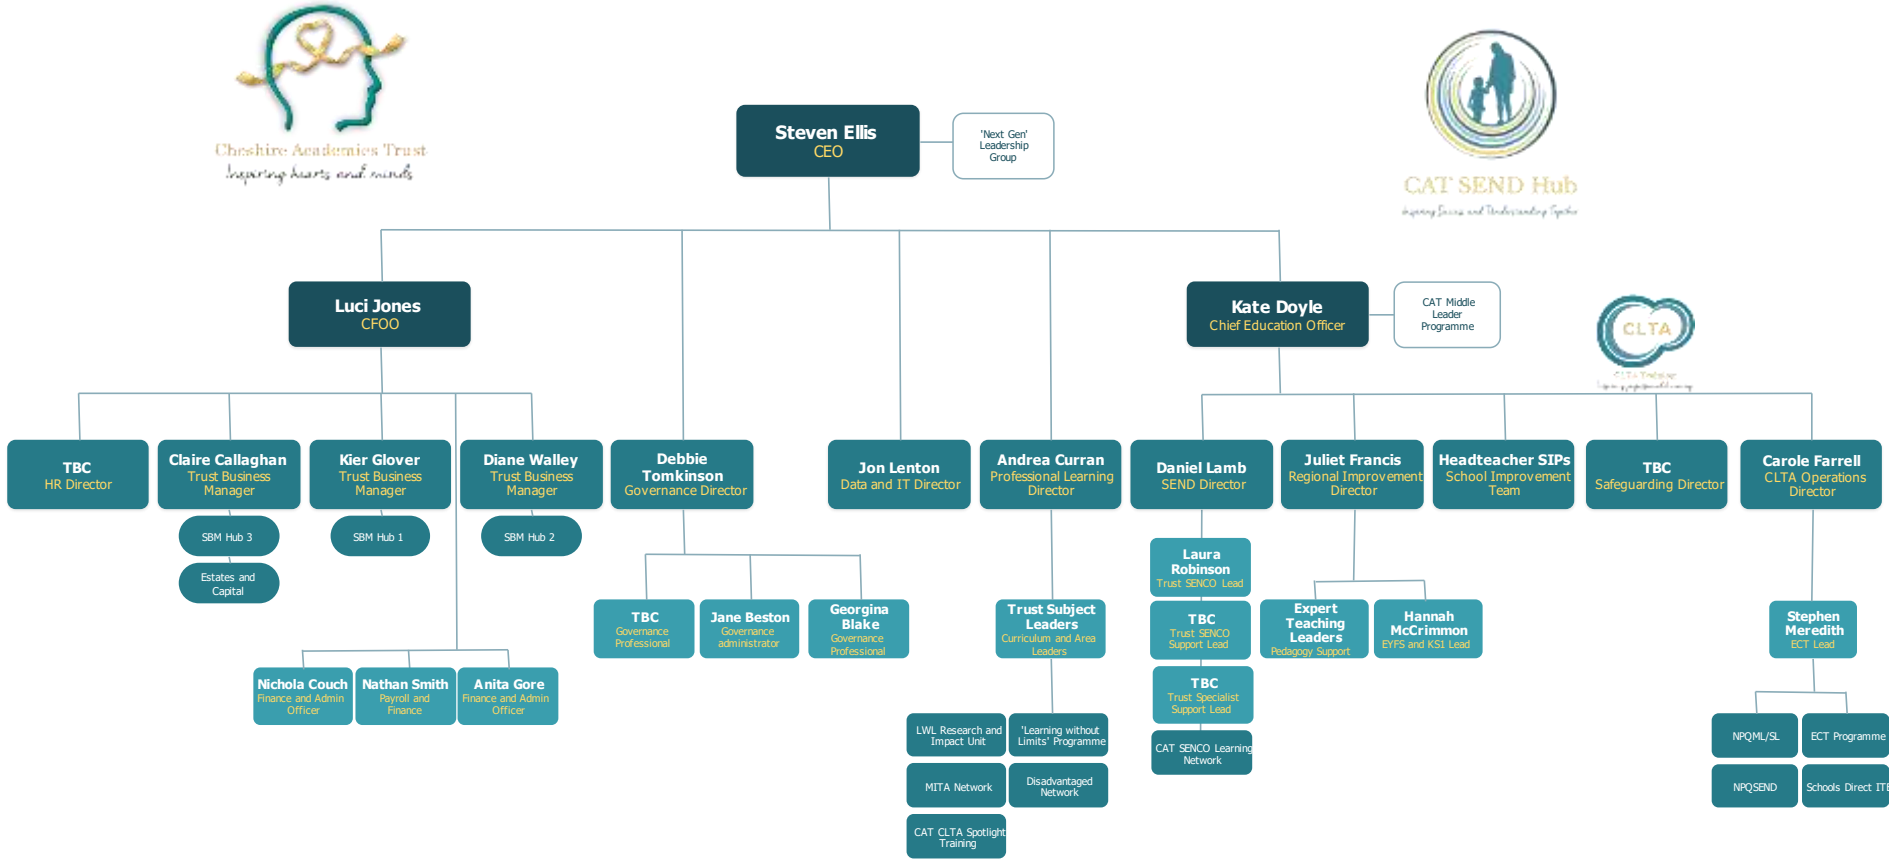 Cheshire Academies Trust
Inspiring hearts and minds
CAT SEND Hub
Steven Ellis
CEO
'Next Gen'
Leadership
Group
Luci Jones
CFOO
Kate Doyle
Chief Education Officer
CAT Middle
Leader
Programme
CLTA
TBC
HR Director
Claire Callaghan
Trust Business
Manager
Kier Glover
Trust Business
Manager
Diane Walley
Trust Business
Manager
Debbie
Tomkinson
Governance Director
Jon Lenton
Data and IT Director
Andrea Curran
Professional Learning
Director
Daniel Lamb
SEND Director
Juliet Francis
Regional Improvement
Director
Headteacher SIPs
School Improvement
Team
TBC
Safeguarding Director
Carole Farrell
CLTA Operations
Director
SBM Hub 3
SBM Hub 1
SBM Hub 2
Estates and
Capital
Laura
Robinson
Trust SENCO Lead
TBC
Governance
Professional
Jane Beston
Governance
administrator
Georgina
Blake
Governance
Professional
Trust Subject
Leaders
Curriculum and Area
Leaders
TBC
Trust SENCO
Support Lead
Expert
Teaching
Leaders
Pedagogy Support
Hannah
McCrimmon
EYFS and KS1 Lead
Stephen
Meredith
ECT Lead
Nichola Couch
Finance and Admin
Officer
Nathan Smith
Payroll and
Finance
Anita Gore
Finance and Admin
Officer
TBC
Trust Specialist
Support Lead
LWL Research and
Impact Unit
'Learning without
Limits' Programme
CAT SENCO Learning
Network
NPQML/SL
ECT Programme
MITA Network
Disadvantaged
Network
NPQSEND
Schools Direct ITE
CAT CLTA Spotlight
Training